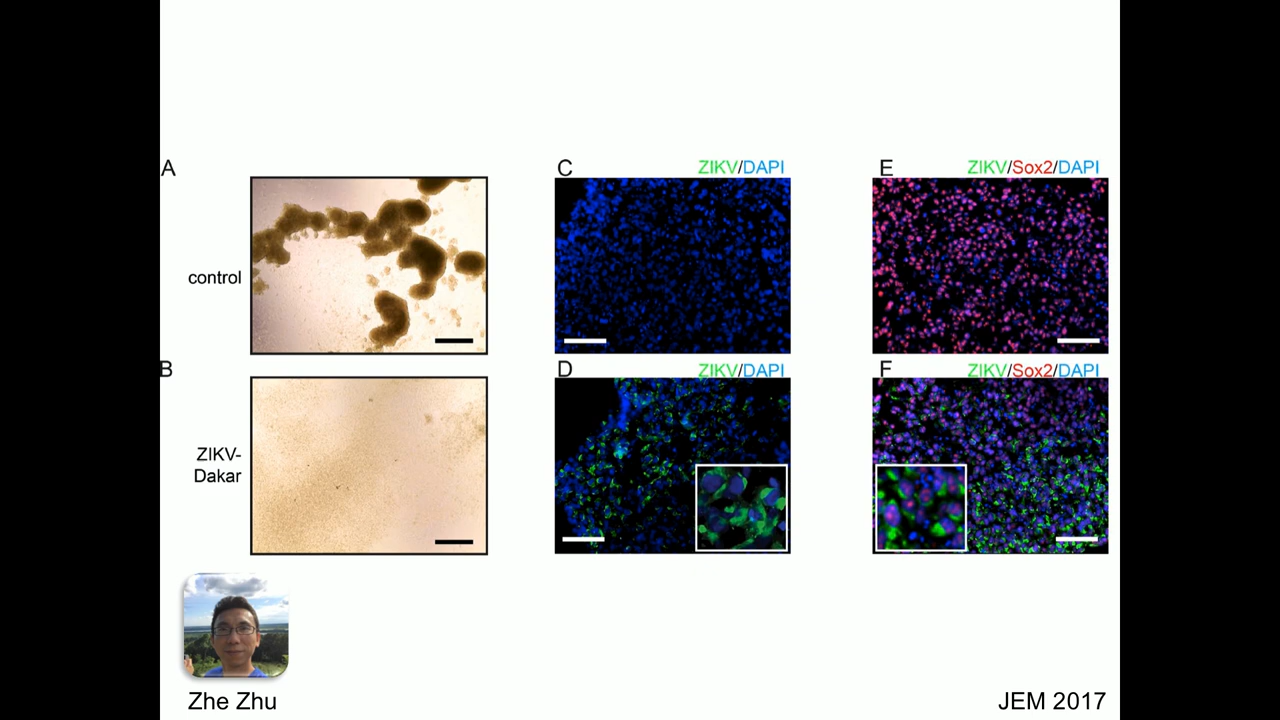 A
C
ZIKV/DAPI
E
ZIKV/Sox2/DAPI
control
B
D
ZIKV/DAPI
F
ZIKV/Sox2/DAPI
ZIKV-
Dakar
Zhe Zhu
JEM 2017